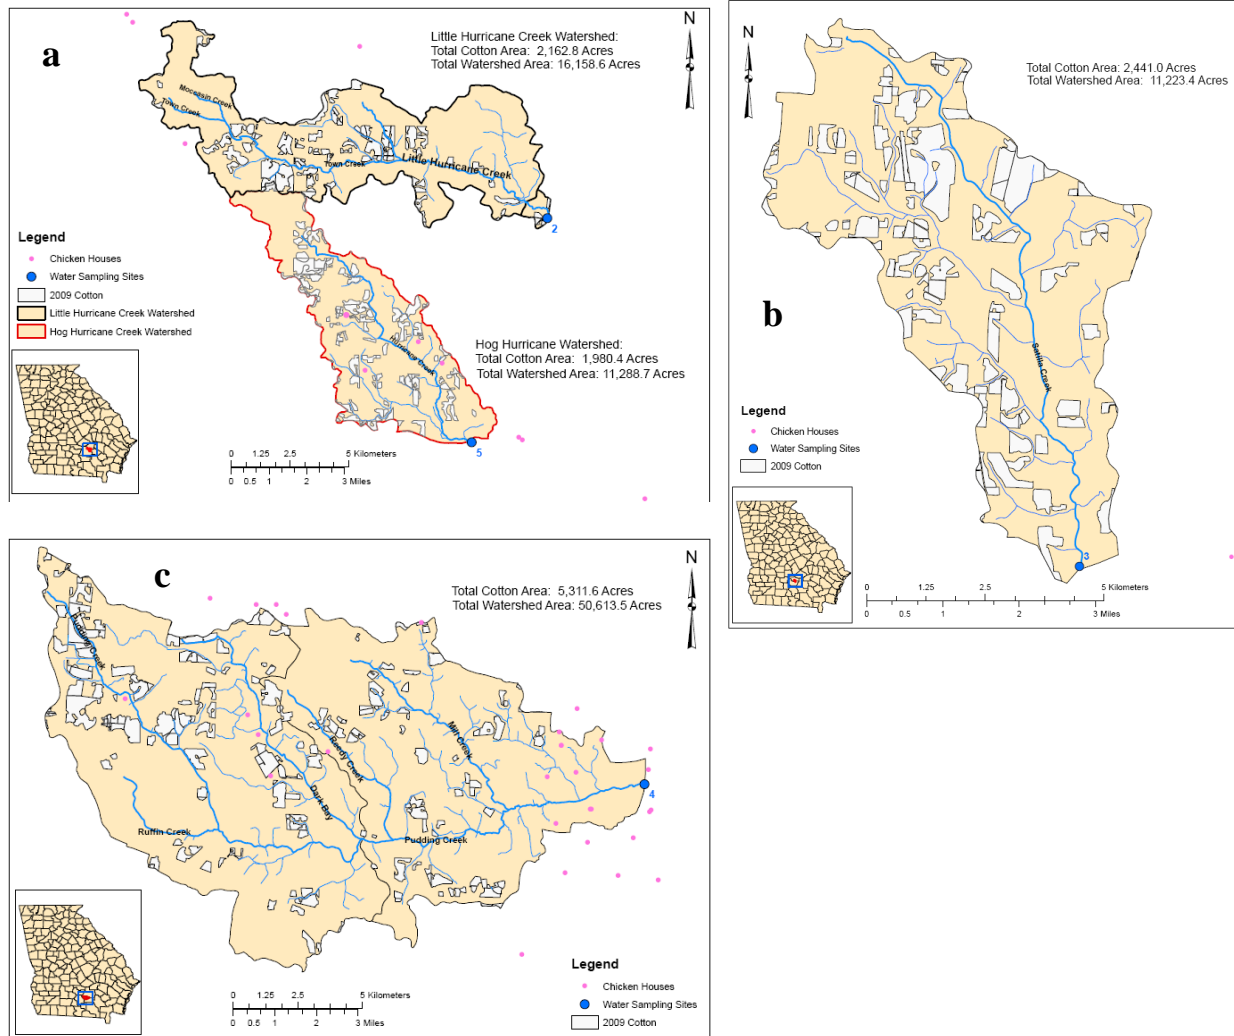 a
Little Hurricane Creek Watershed:
Total Cotton Area: 2,162.8 Acres
Total Watershed Area: 16,158.6 Acres
N
Moccasin Creek
Town Creek
Town Creek
Little Hurricane Creek
2
Legend
Chicken Houses
Water Sampling Sites
2009 Cotton
Little Hurricane Creek Watershed
Hog Hurricane Creek Watershed
Hurricane Creek
Hog Hurricane Watershed:
Total Cotton Area: 1,980.4 Acres
Total Watershed Area: 11,288.7 Acres
5
0 1.25 2.5 5 Kilometers
0 0.5 1 2 3 Miles
b
N
Total Cotton Area: 2,441.0 Acres
Total Watershed Area: 11,223.4 Acres
Satilla Creek
Legend
Chicken Houses
Water Sampling Sites
2009 Cotton
3
0 1.25 2.5 5 Kilometers
0 0.5 1 2 3 Miles
c
Total Cotton Area: 5,311.6 Acres
Total Watershed Area: 50,613.5 Acres
N
Pudding Creek
Mill Creek
Reedy Creek
Dark Bay
4
Ruffin Creek
Pudding Creek
Legend
Chicken Houses
Water Sampling Sites
2009 Cotton
0 1.25 2.5 5 Kilometers
0 0.5 1 2 3 Miles